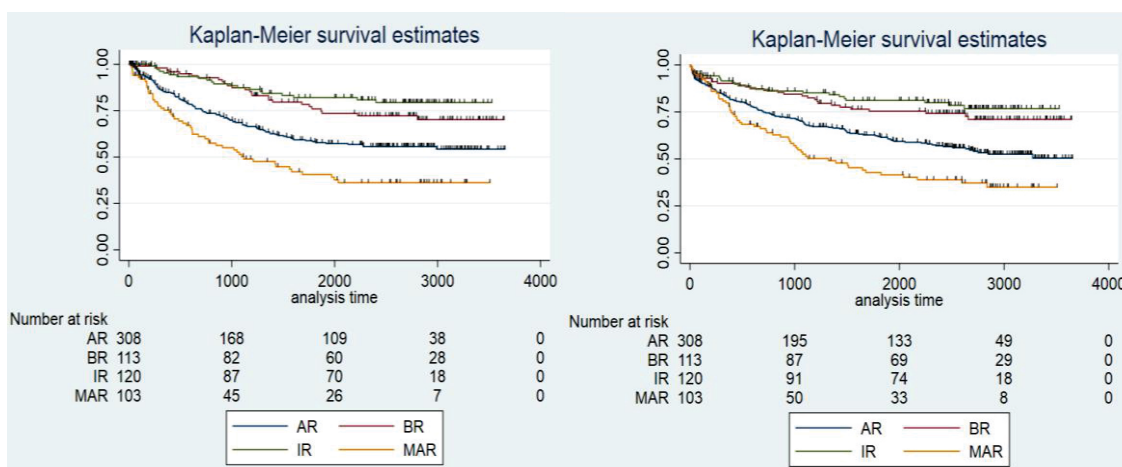 Kaplan-Meier survival estimates
1.00
0.75
0.50
0.25
0.00
0 1000 2000 3000 4000
analysis time
Number at risk
AR 308 168 109 38 0
BR 113 82 60 28 0
IR 120 87 70 18 0
MAR 103 45 26 7 0
AR BR
IR MAR
Kaplan-Meier survival estimates
1.00
0.75
0.50
0.25
0.00
0 1000 2000 3000 4000
analysis time
Number at risk
AR 308 195 133 49 0
BR 113 87 69 29 0
IR 120 91 74 18 0
MAR 103 50 33 8 0
AR BR
IR MAR